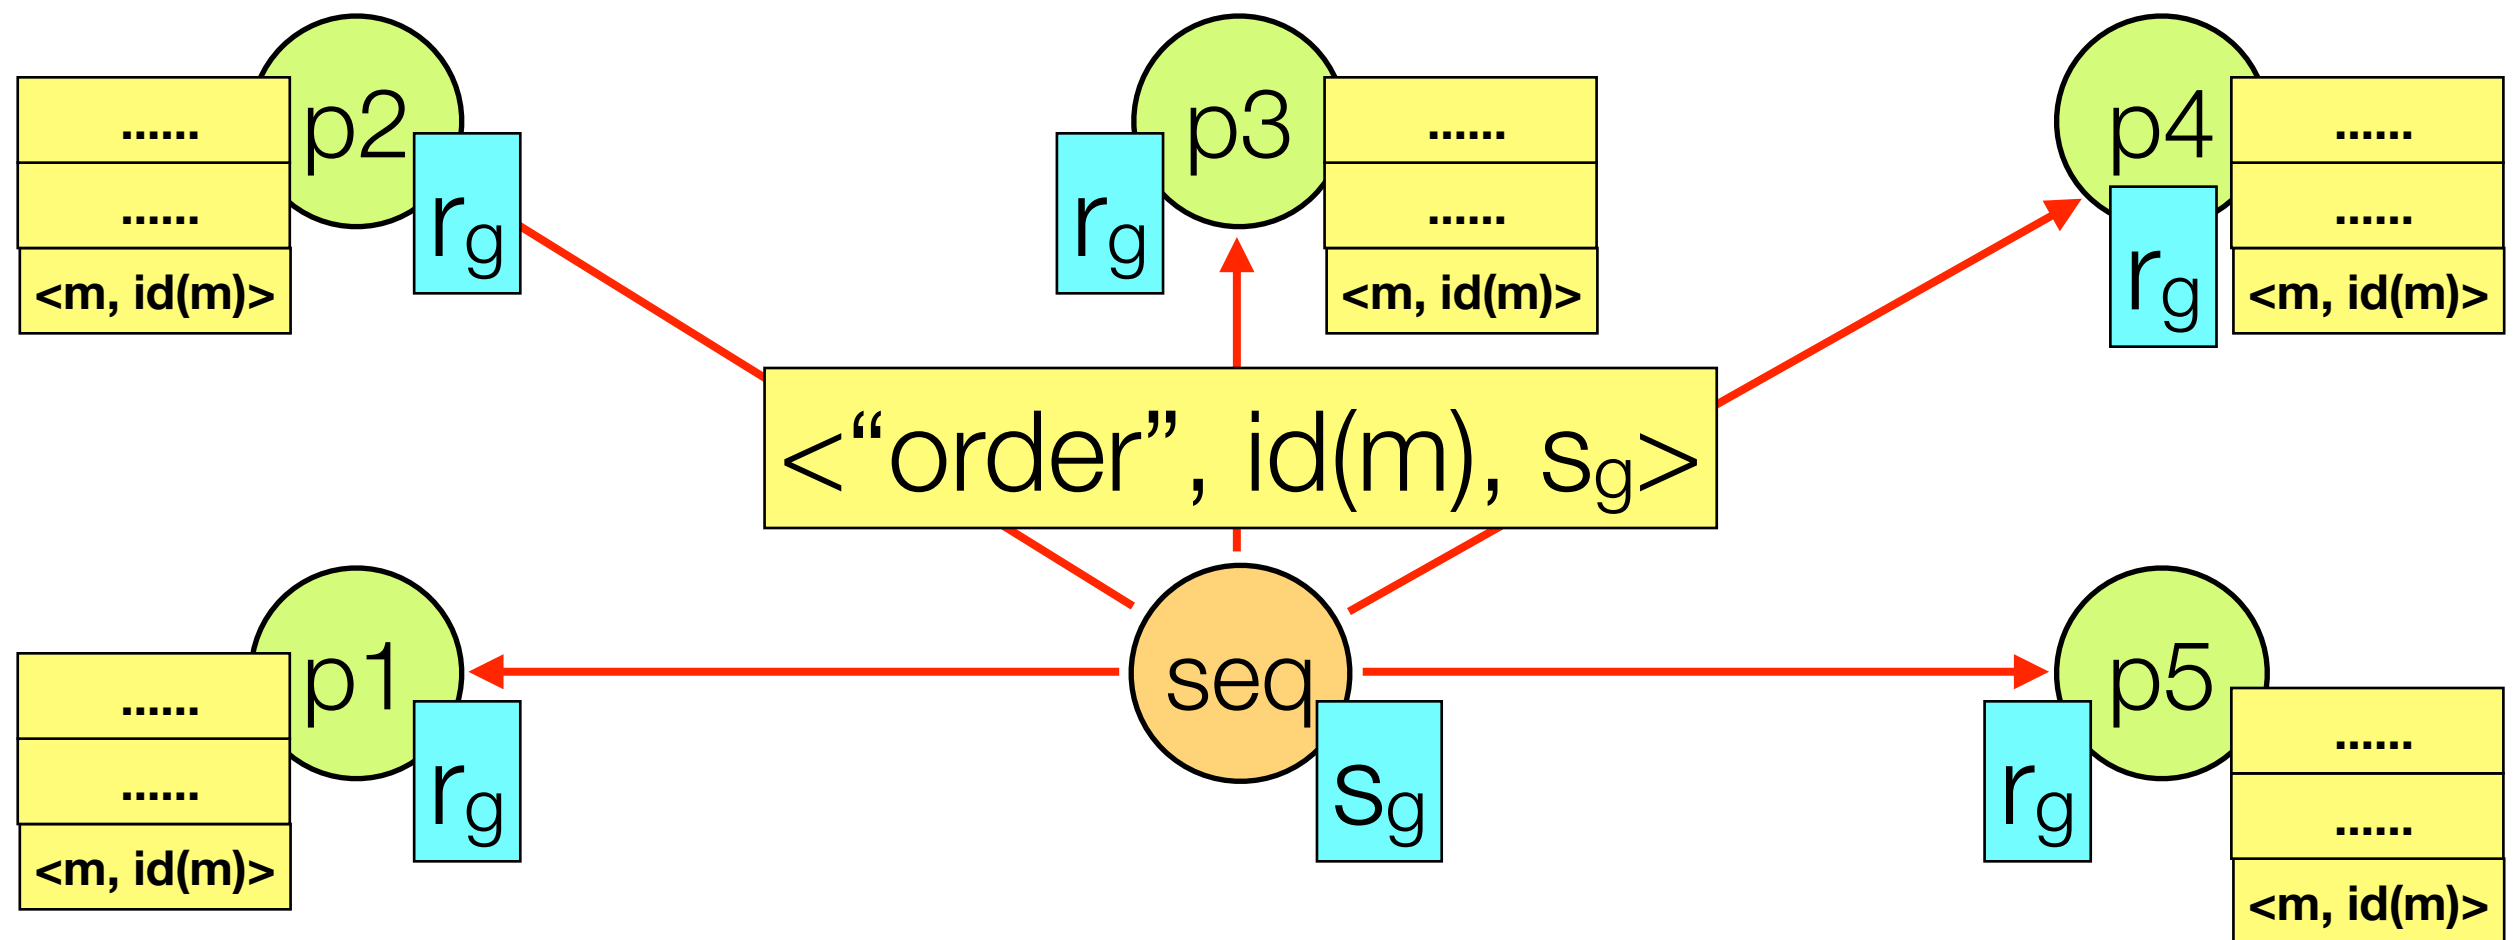 p2
......
......
<m, id(m)>
rg
p3
rg
......
......
<m, id(m)>
p4
rg
......
......
<m, id(m)>
<“order”, id(m), sg>
p1
......
......
<m, id(m)>
rg
seq
sg
p5
rg
......
......
<m, id(m)>